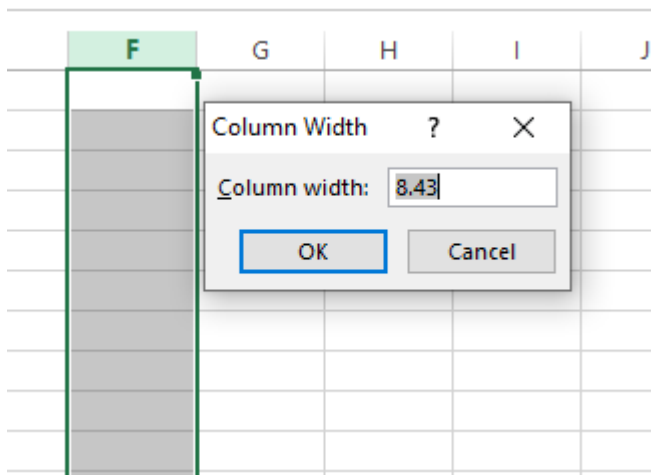 F G H I J
Column Width ? ×
Column width: 8.43
OK Cancel